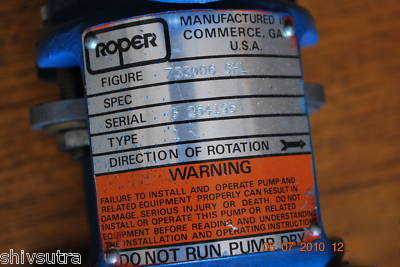 ROPER
MANUFACTURED IN
COMMERCE, GA.
U.S.A.
FIGURE
SPEC
SERIAL
TYPE
DIRECTION OF ROTATION
WARNING
FAILURE TO INSTALL AND OPERATE PUMP AND
RELATED EQUIPMENT PROPERLY CAN RESULT IN
DAMAGE, SERIOUS INJURY OR DEATH. DO NOT
INSTALL OR OPERATE THIS PUMP OR RELATED
EQUIPMENT BEFORE READING AND UNDERSTANDING
THE INSTALLATION AND OPERATING INSTRUCTIONS
DO NOT RUN PUMP DRY
2010 12
shivsutra